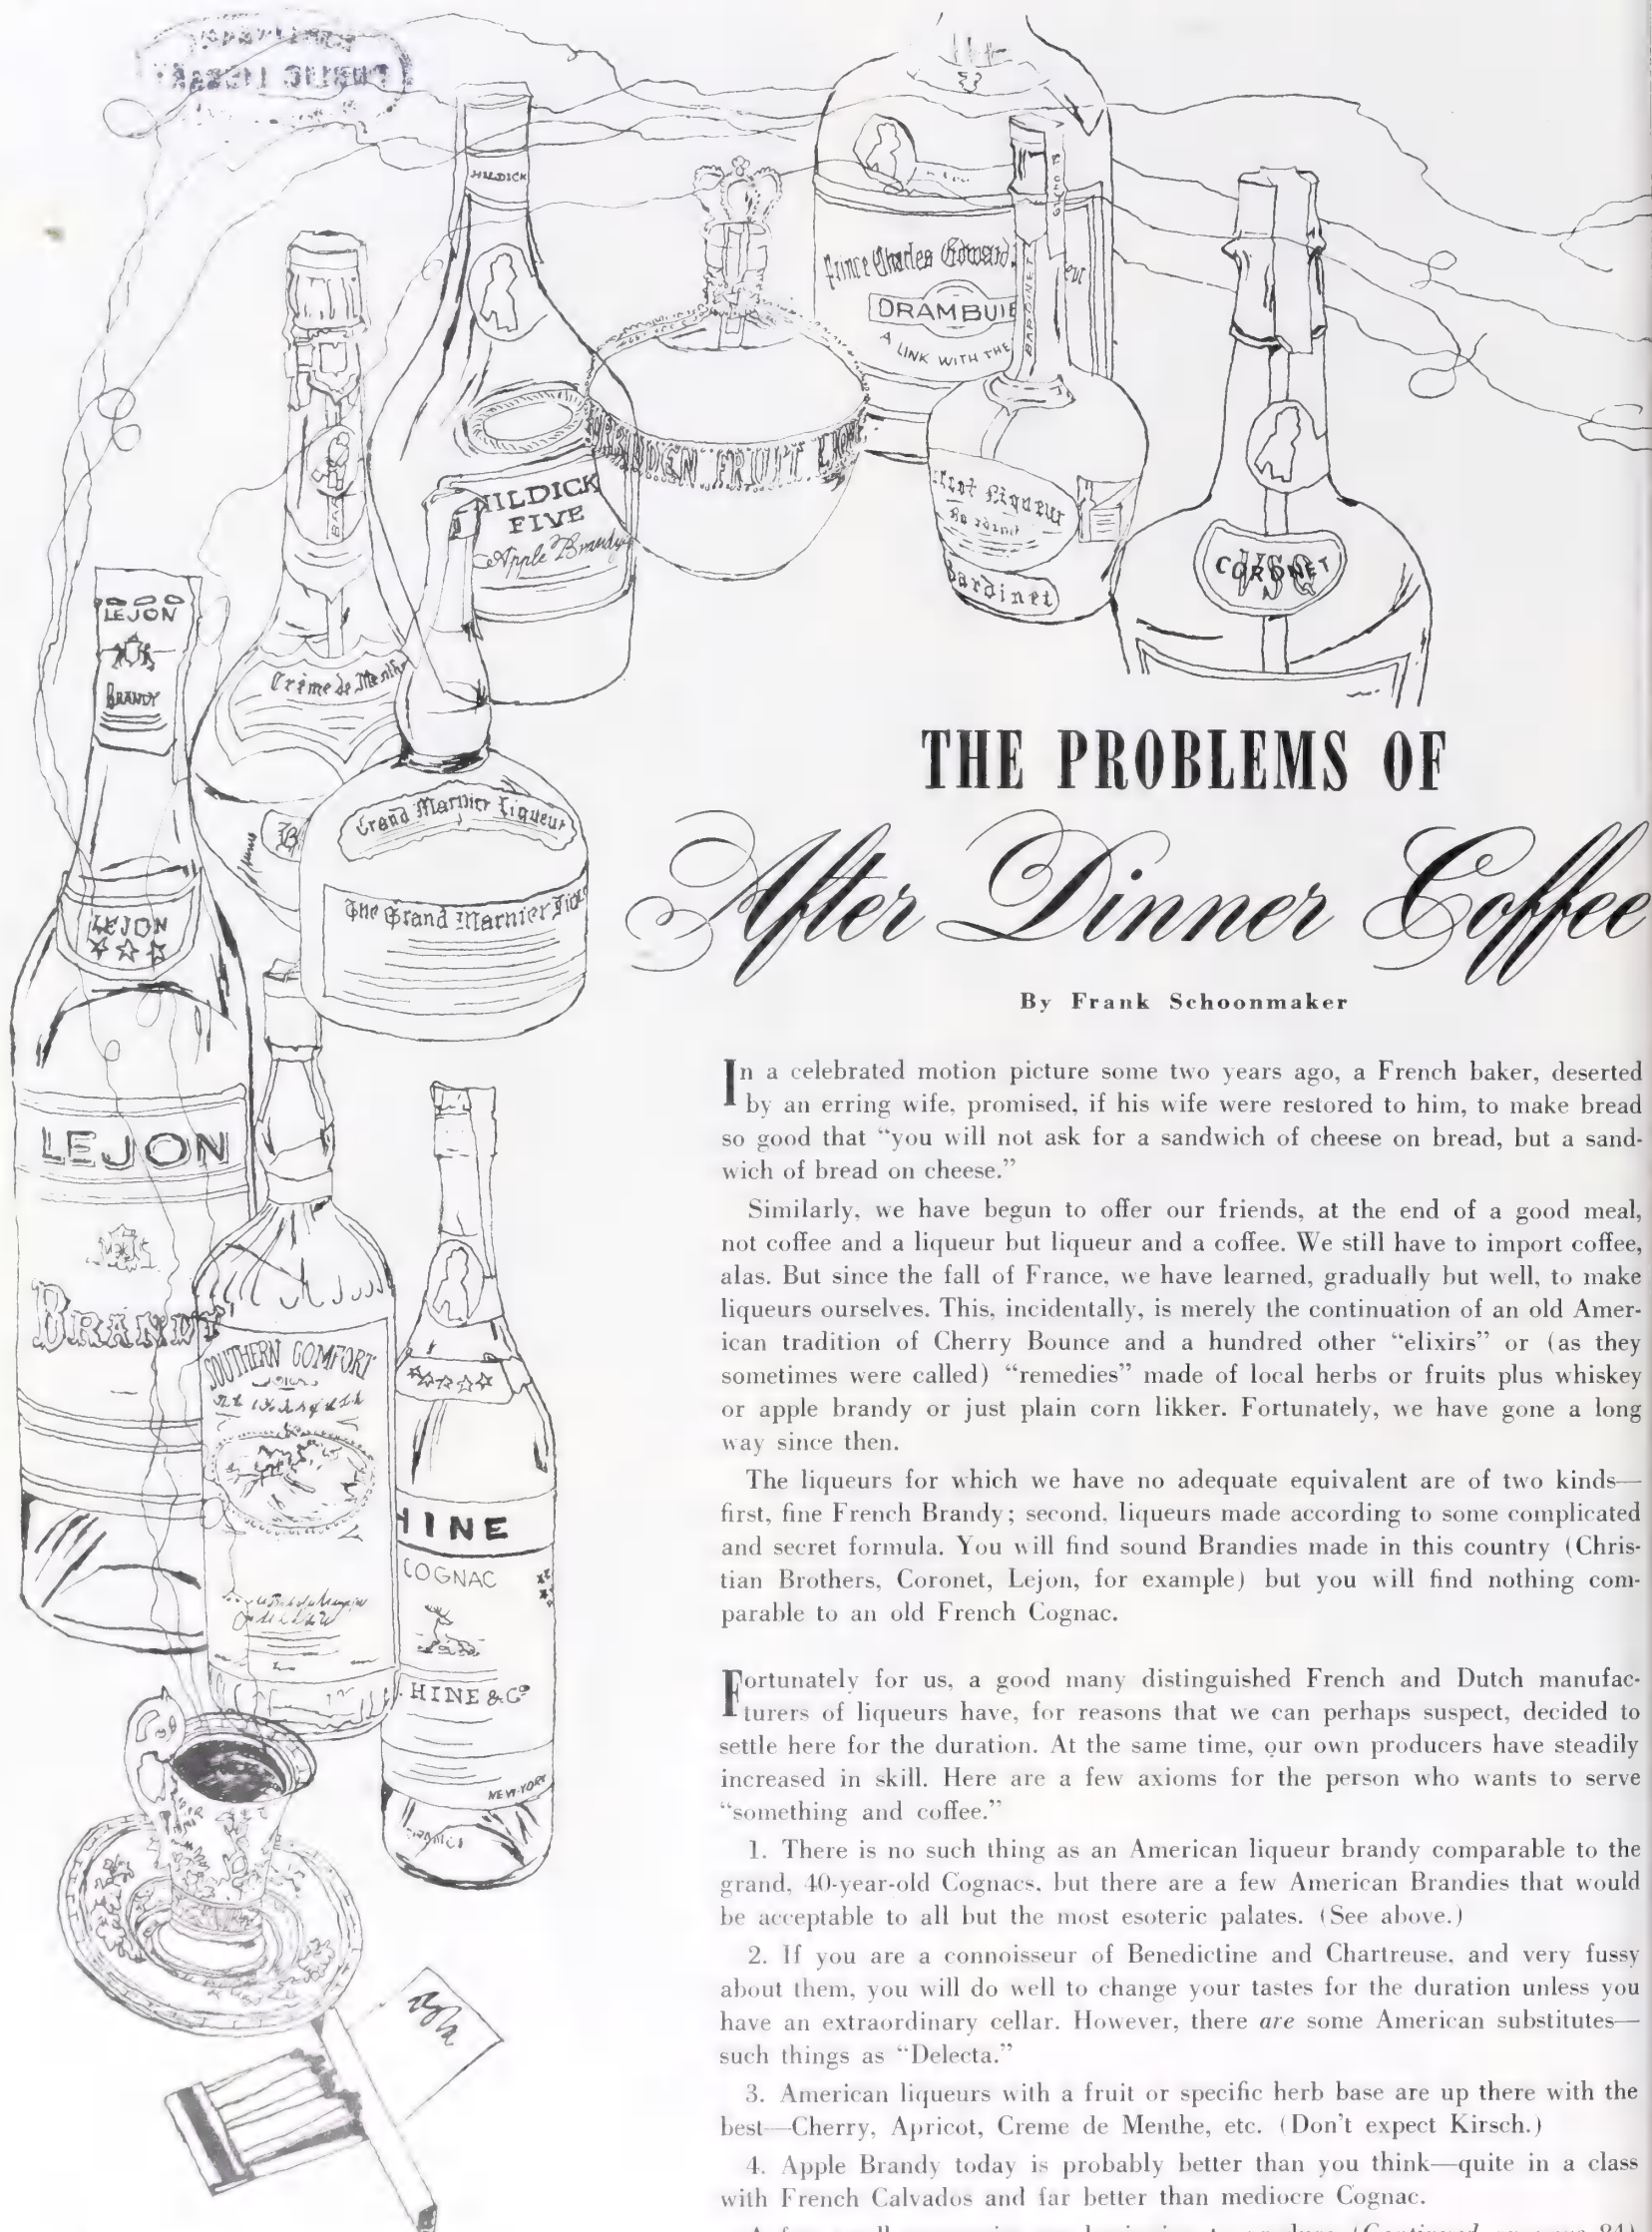 PUBLIC LIBRARY
HILDICK
Prince Charles Edward
DRAMBUIE
A LINK WITH THE
BARDINET
FORBIDDEN FRUIT
HILDICK
FIVE
Apple Brandy
Liqueur
Bardinet
Bardinet
CORONET
VSQ
LEJON
BRANDY
Crème de Menthe
B
Grand Marnier Liqueur
The Grand Marnier
LEJON
LEJON
BRANDY
SOUTHERN COMFORT
HINE
COGNAC
HINE & Co
NEW-YORK
THE PROBLEMS OF
After Dinner Coffee
By Frank Schoonmaker
In a celebrated motion picture some two years ago, a French baker, deserted
by an erring wife, promised, if his wife were restored to him, to make bread
so good that “you will not ask for a sandwich of cheese on bread, but a sand-
wich of bread on cheese.”
Similarly, we have begun to offer our friends, at the end of a good meal,
not coffee and a liqueur but liqueur and a coffee. We still have to import coffee,
alas. But since the fall of France, we have learned, gradually but well, to make
liqueurs ourselves. This, incidentally, is merely the continuation of an old Amer-
ican tradition of Cherry Bounce and a hundred other “elixirs” or (as they
sometimes were called) “remedies” made of local herbs or fruits plus whiskey
or apple brandy or just plain corn likker. Fortunately, we have gone a long
way since then.
The liqueurs for which we have no adequate equivalent are of two kinds—
first, fine French Brandy; second, liqueurs made according to some complicated
and secret formula. You will find sound Brandies made in this country (Chris-
tian Brothers, Coronet, Lejon, for example) but you will find nothing com-
parable to an old French Cognac.
Fortunately for us, a good many distinguished French and Dutch manufac-
turers of liqueurs have, for reasons that we can perhaps suspect, decided to
settle here for the duration. At the same time, our own producers have steadily
increased in skill. Here are a few axioms for the person who wants to serve
“something and coffee.”
1. There is no such thing as an American liqueur brandy comparable to the
grand, 40-year-old Cognacs, but there are a few American Brandies that would
be acceptable to all but the most esoteric palates. (See above.)
2. If you are a connoisseur of Benedictine and Chartreuse, and very fussy
about them, you will do well to change your tastes for the duration unless you
have an extraordinary cellar. However, there are some American substitutes—
such things as “Delecta.”
3. American liqueurs with a fruit or specific herb base are up there with the
best—Cherry, Apricot, Creme de Menthe, etc. (Don’t expect Kirsch.)
4. Apple Brandy today is probably better than you think—quite in a class
with French Calvados and far better than mediocre Cognac.